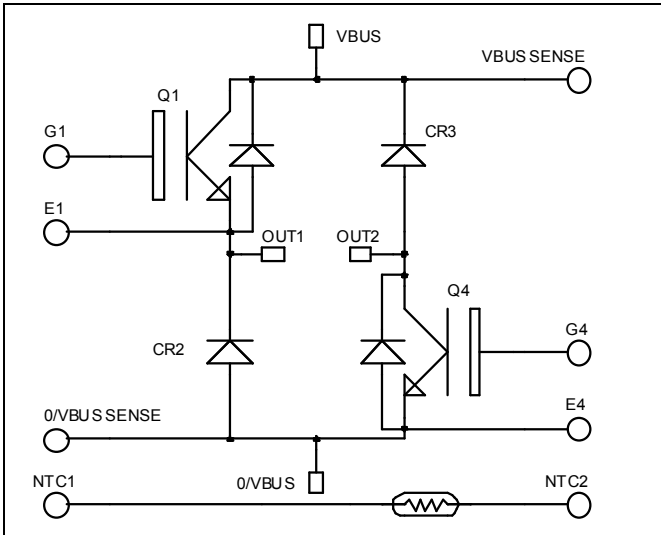 VBUS
VBUS SENSE
Q1
G1
CR3
E1
OUT1
OUT2
Q4
CR2
G4
0/VBUS SENSE
E4
0/VBUS
NTC1
NTC2